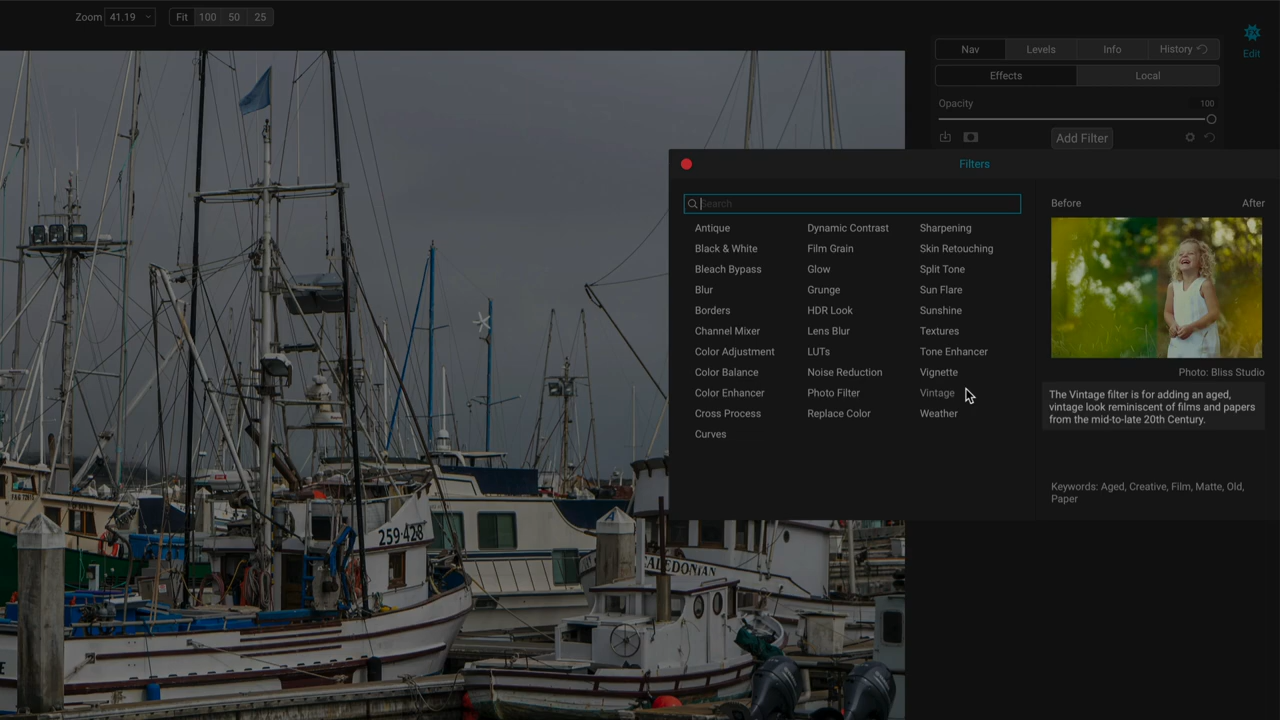 Zoom 41.19 Fit 100 50 25
Edit
Nav Levels Info History
Effects Local
Opacity 100
Add Filter
Filters
Search
Antique
Black & White
Bleach Bypass
Blur
Borders
Channel Mixer
Color Adjustment
Color Balance
Color Enhancer
Cross Process
Curves
Dynamic Contrast
Film Grain
Glow
Grunge
HDR Look
Lens Blur
LUTs
Noise Reduction
Photo Filter
Replace Color
Sharpening
Skin Retouching
Split Tone
Sun Flare
Sunshine
Textures
Tone Enhancer
Vignette
Vintage
Weather
Before After
Photo: Bliss Studio
The Vintage filter is for adding an aged,
vintage look reminiscent of films and papers
from the mid-to-late 20th Century.
Keywords: Aged, Creative, Film, Matte, Old,
Paper
259-428
CALEDONIAN